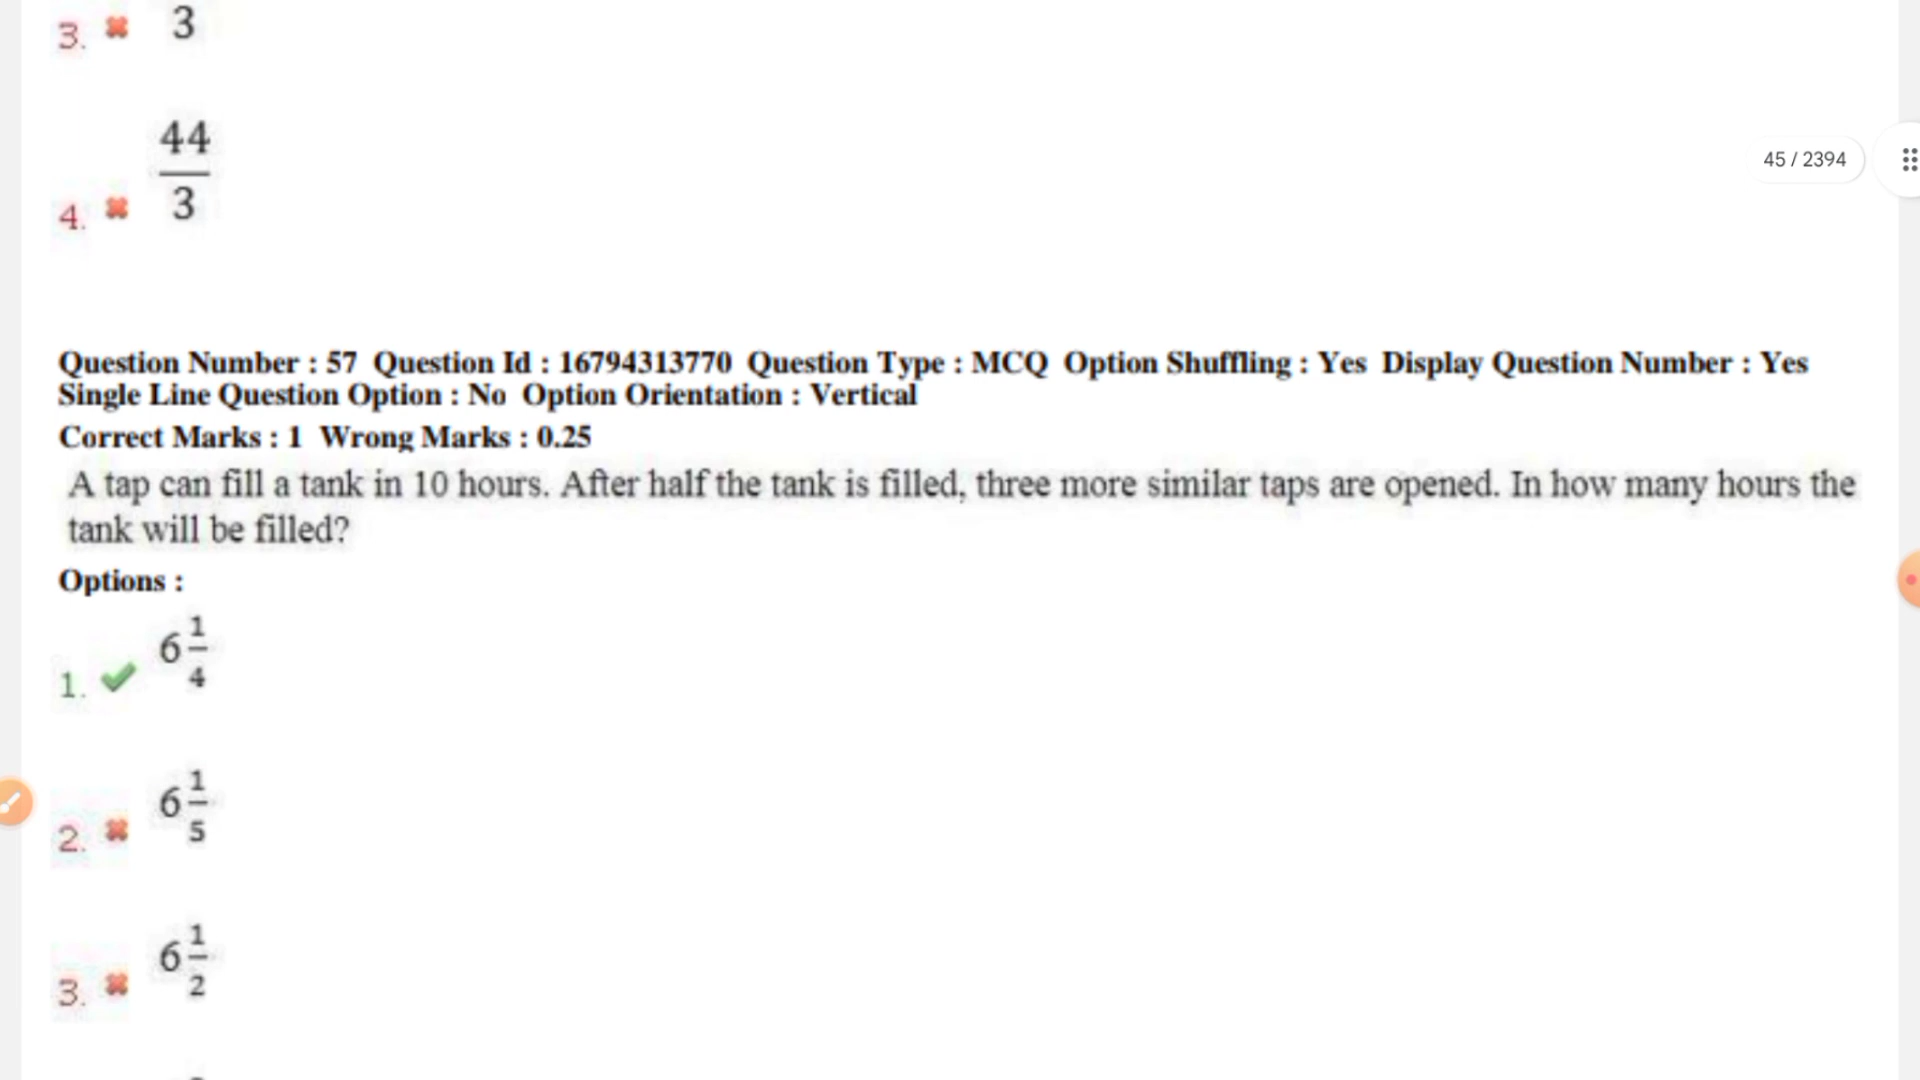 3. 3
44
3
4.
45 / 2394
Question Number : 57 Question Id : 16794313770 Question Type : MCQ Option Shuffling : Yes Display Question Number : Yes
Single Line Question Option : No Option Orientation : Vertical
Correct Marks : 1 Wrong Marks : 0.25
A tap can fill a tank in 10 hours. After half the tank is filled, three more similar taps are opened. In how many hours the
tank will be filled?
Options :
1. 6 1/4
2. 6 1/5
3. 6 1/2